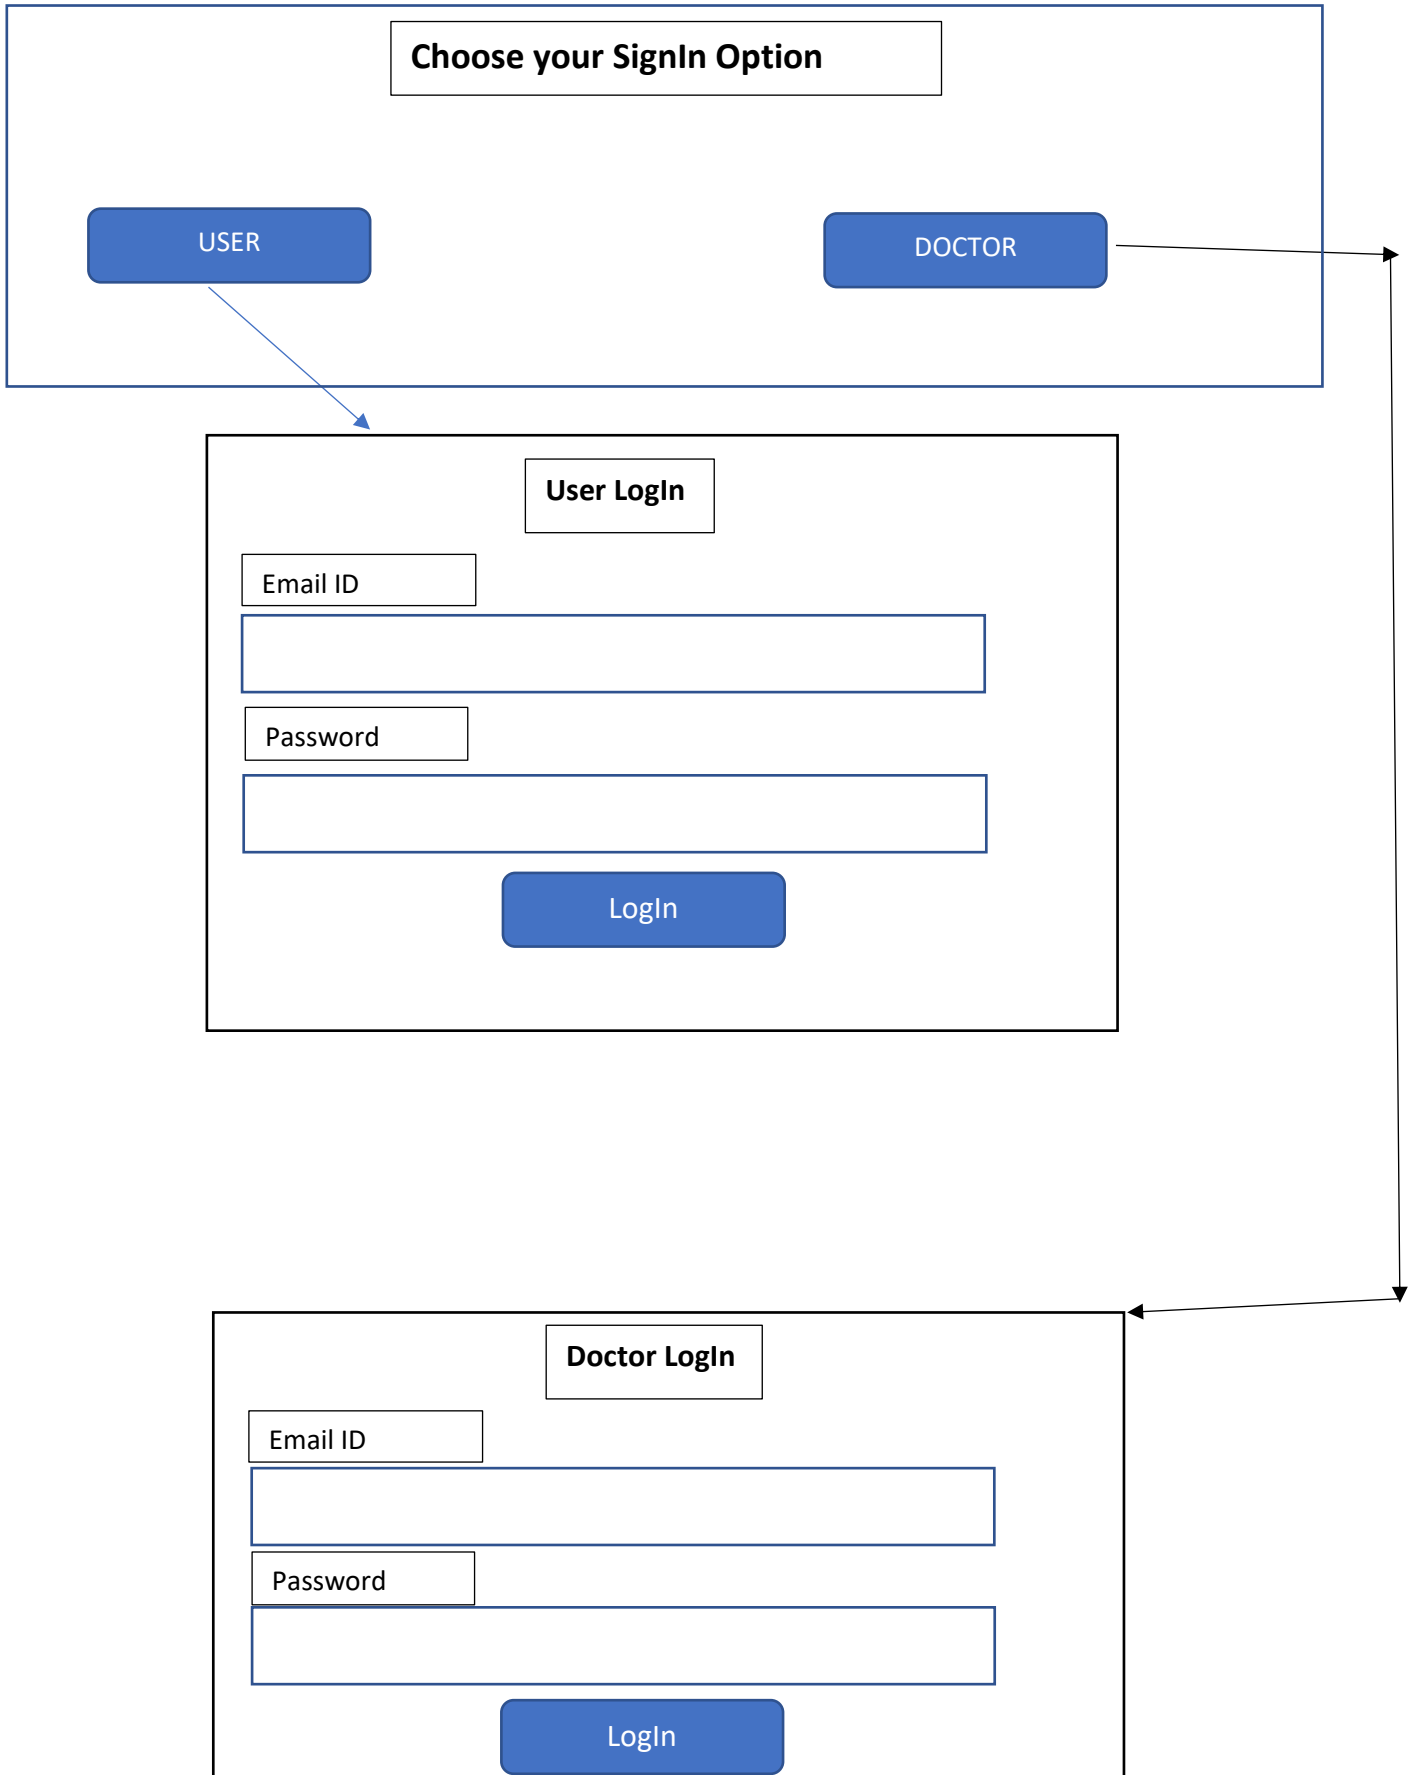 Choose your SignIn Option
USER
DOCTOR
User LogIn
Email ID
Password
LogIn
Doctor LogIn
Email ID
Password
LogIn